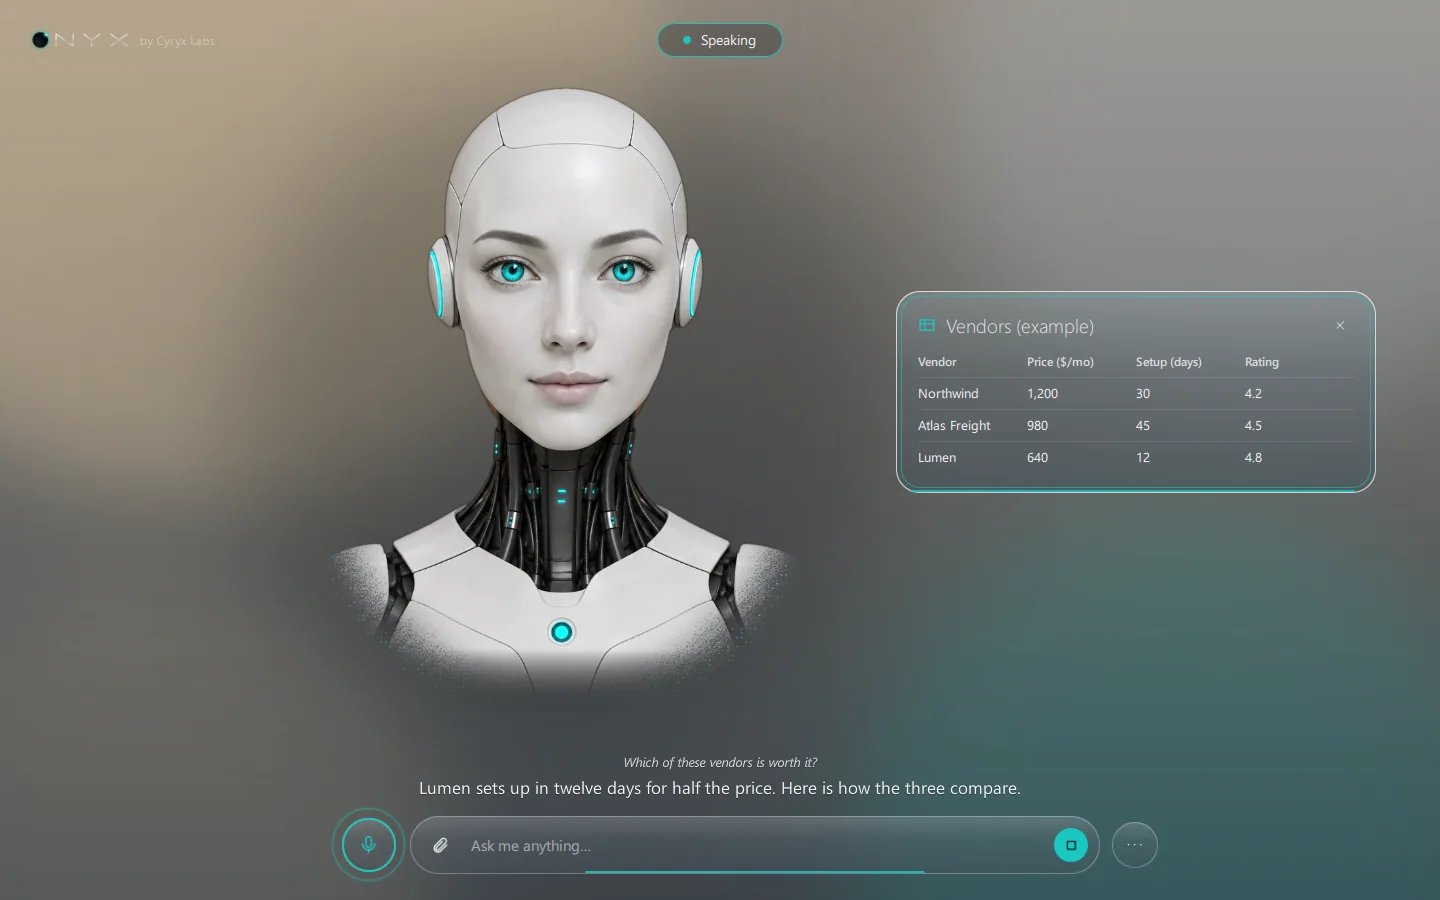 ONYX by Cyryx Labs
Speaking
Vendors (example)
Vendor Price ($/mo) Setup (days) Rating
Northwind 1,200 30 4.2
Atlas Freight 980 45 4.5
Lumen 640 12 4.8
Which of these vendors is worth it?
Lumen sets up in twelve days for half the price. Here is how the three compare.
Ask me anything...